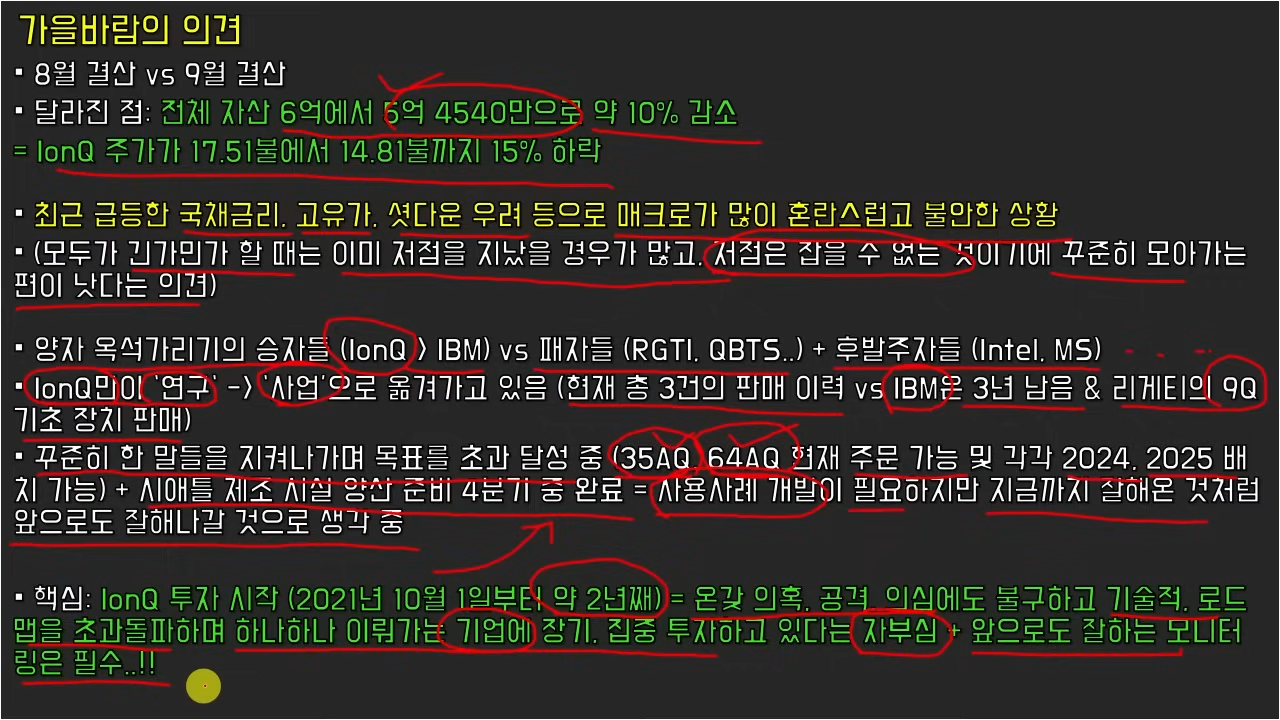 가을바람의 의견
▪ 8월 결산 vs 9월 결산
▪ 달라진 점: 전체 자산 6억에서 5억 4540만으로 약 10% 감소
= IonQ 주가가 17.51불에서 14.81불까지 15% 하락
▪ 최근 급등한 국채금리, 고유가, 셧다운 우려 등으로 매크로가 많이 혼란스럽고 불안한 상황
▪ (모두가 긴가민가 할 때는 이미 저점을 지났을 경우가 많고, 저점은 잡을 수 없는 것이기에 꾸준히 모아가는
편이 낫다는 의견)
▪ 양자 옥석가리기의 승자들 (IonQ > IBM) vs 패자들 (RGTI, QBTS..) + 후발주자들 (Intel, MS)
▪ IonQ만이 '연구' -> '사업'으로 옮겨가고 있음 (현재 총 3건의 판매 이력 vs IBM은 3년 남음 & 리게티의 9Q
기초 장치 판매)
▪ 꾸준히 한 말들을 지켜나가며 목표를 초과 달성 중 (35AQ, 64AQ 현재 주문 가능 및 각각 2024, 2025 배
치 가능) + 시애틀 제조 시설 양산 준비 4분기 중 완료 = 사용사례 개발이 필요하지만 지금까지 잘해온 것처럼
앞으로도 잘해나갈 것으로 생각 중
▪ 핵심: IonQ 투자 시작 (2021년 10월 1일부터 약 2년째) = 온갖 의혹, 공격, 의심에도 불구하고 기술적, 로드
맵을 초과돌파하며 하나하나 이뤄가는 기업에 장기, 집중 투자하고 있다는 자부심 + 앞으로도 잘하는 모니터
링은 필수..!!